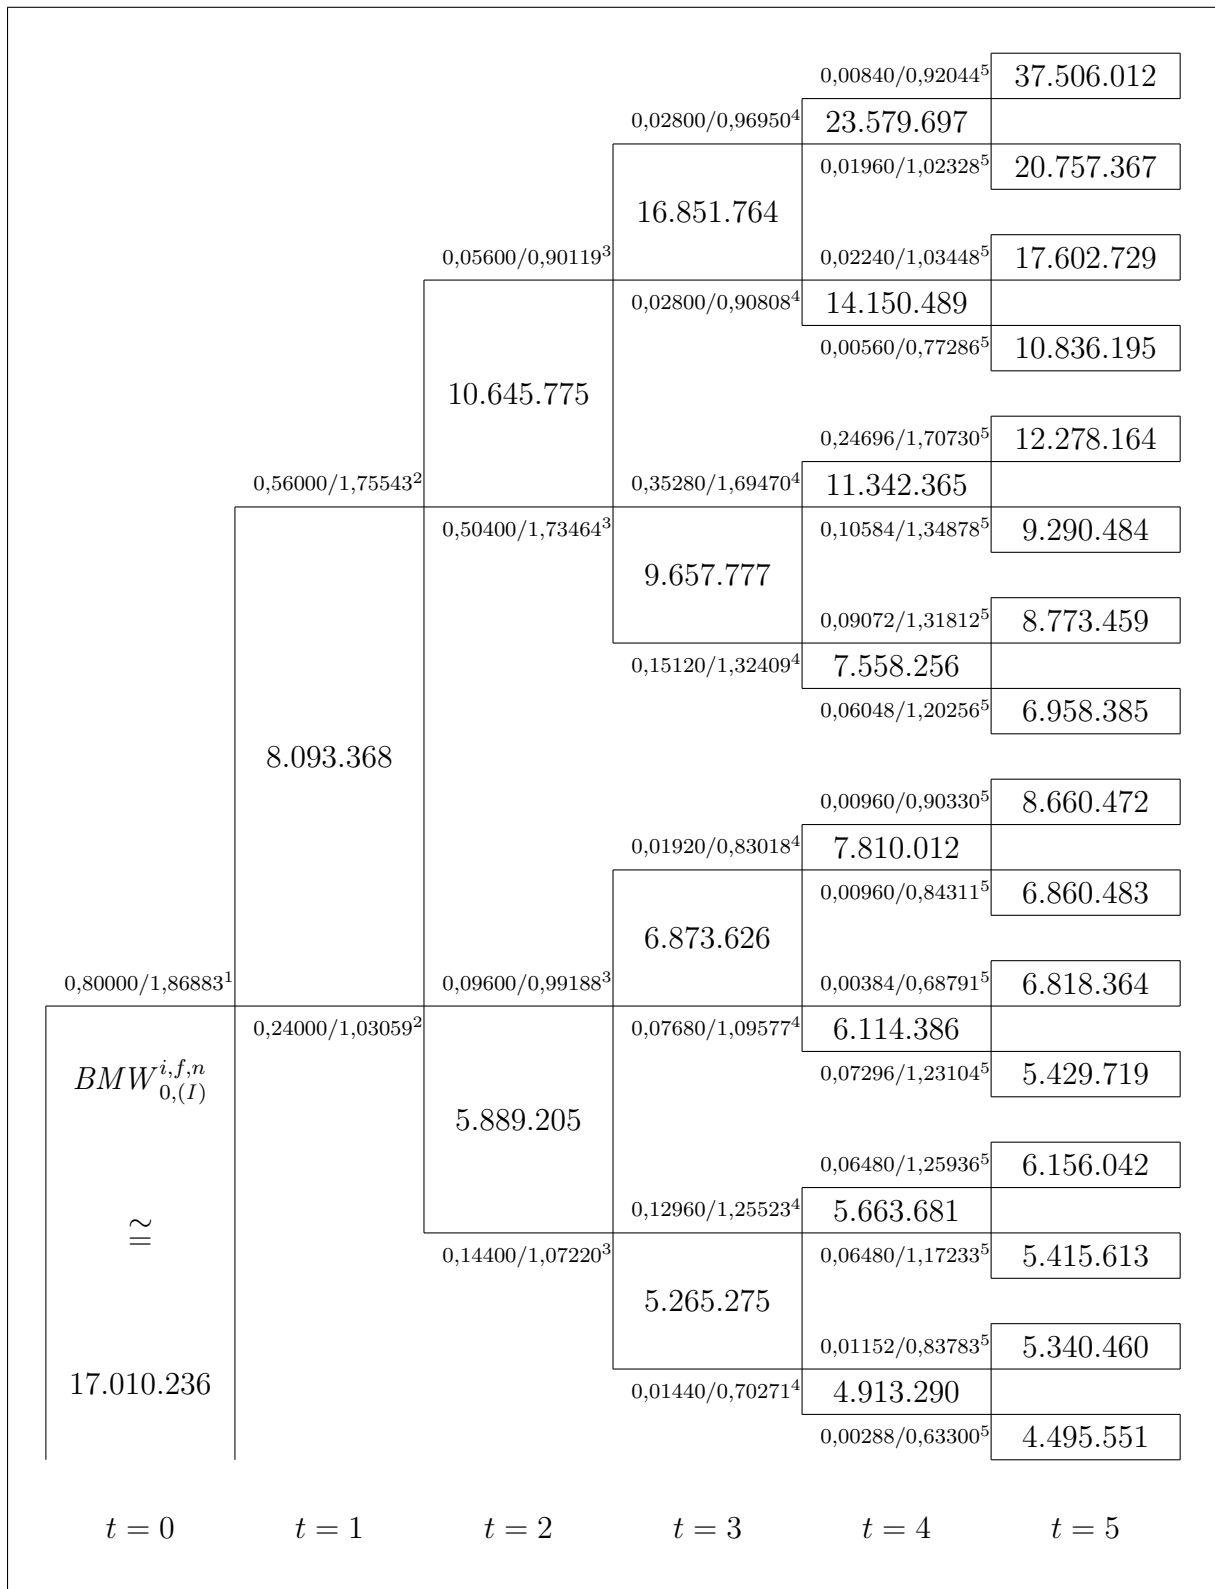 0,00840/0,92044⁵ 37.506.012
0,02800/0,96950⁴ 23.579.697
0,01960/1,02328⁵ 20.757.367
16.851.764
0,05600/0,90119³ 0,02240/1,03448⁵ 17.602.729
0,02800/0,90808⁴ 14.150.489
0,00560/0,77286⁵ 10.836.195
10.645.775
0,24696/1,70730⁵ 12.278.164
0,56000/1,75543² 0,35280/1,69470⁴ 11.342.365
0,50400/1,73464³ 0,10584/1,34878⁵ 9.290.484
9.657.777
0,09072/1,31812⁵ 8.773.459
0,15120/1,32409⁴ 7.558.256
0,06048/1,20256⁵ 6.958.385
8.093.368
0,00960/0,90330⁵ 8.660.472
0,01920/0,83018⁴ 7.810.012
0,00960/0,84311⁵ 6.860.483
6.873.626
0,80000/1,86883¹ 0,09600/0,99188³ 0,00384/0,68791⁵ 6.818.364
0,24000/1,03059² 0,07680/1,09577⁴ 6.114.386
BMW^{i,f,n}_{0,(I)} 0,07296/1,23104⁵ 5.429.719
5.889.205
0,06480/1,25936⁵ 6.156.042
0,12960/1,25523⁴ 5.663.681
≅
0,14400/1,07220³ 0,06480/1,17233⁵ 5.415.613
5.265.275
0,01152/0,83783⁵ 5.340.460
17.010.236 0,01440/0,70271⁴ 4.913.290
0,00288/0,63300⁵ 4.495.551
t = 0 t = 1 t = 2 t = 3 t = 4 t = 5